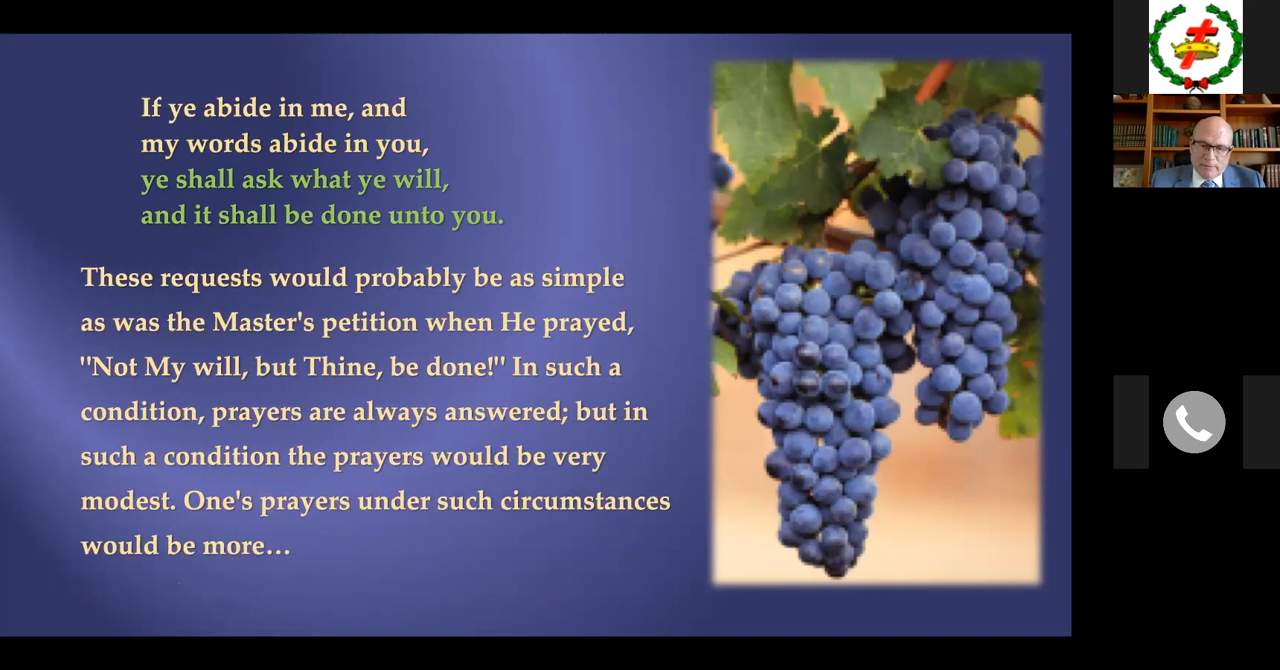 If ye abide in me, and
my words abide in you,
ye shall ask what ye will,
and it shall be done unto you.
These requests would probably be as simple
as was the Master's petition when He prayed,
"Not My will, but Thine, be done!" In such a
condition, prayers are always answered; but in
such a condition the prayers would be very
modest. One's prayers under such circumstances
would be more…